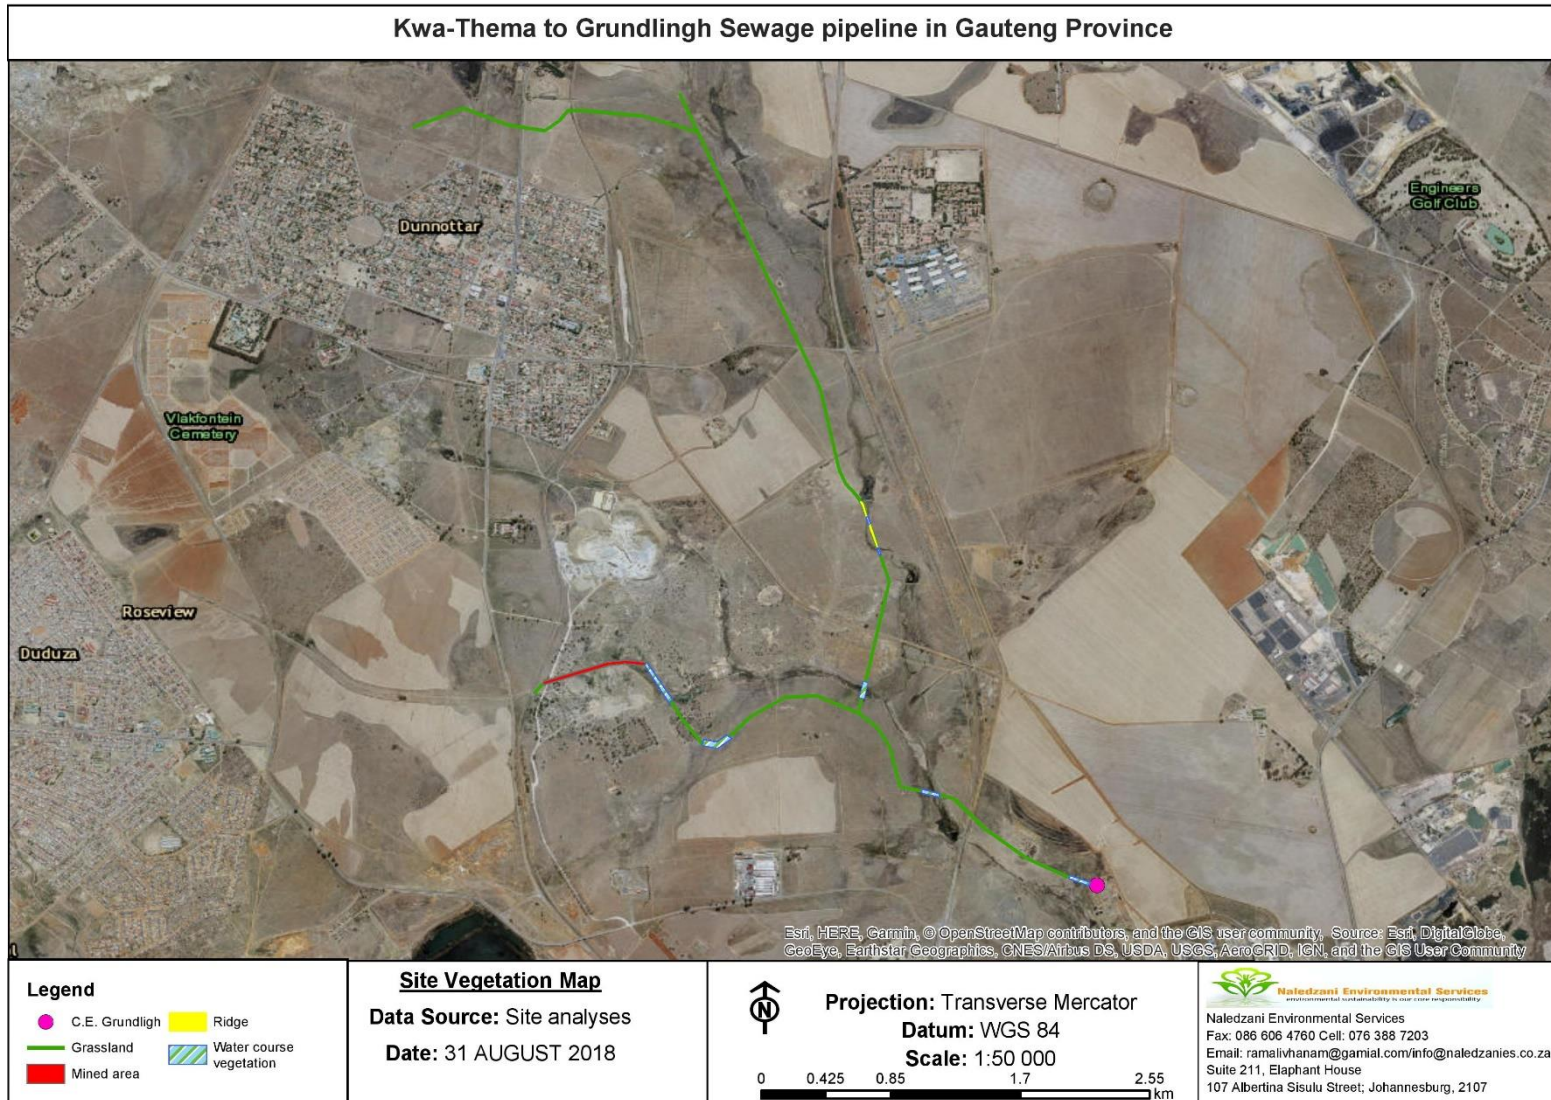 Kwa-Thema to Grundlingh Sewage pipeline in Gauteng Province
Engineers
Golf Club
Dunnottar
Vlakfontein
Cemetery
Roseview
Duduza
Esri, HERE, Garmin, © OpenStreetMap contributors, and the GIS user community, Source: Esri, DigitalGlobe,
GeoEye, Earthstar Geographics, CNES/Airbus DS, USDA, USGS, AeroGRID, IGN, and the GIS User Community
Legend
C.E. Grundligh
Ridge
Grassland
Water course
vegetation
Mined area
Site Vegetation Map
Data Source: Site analyses
Date: 31 AUGUST 2018
N
Projection: Transverse Mercator
Datum: WGS 84
Scale: 1:50 000
0 0.425 0.85 1.7 2.55
km
Naledzani Environmental Services
environmental sustainability is our core responsibility
Naledzani Environmental Services
Fax: 086 606 4760 Cell: 076 388 7203
Email: ramalivhanam@gamial.com/info@naledzanies.co.za
Suite 211, Elaphant House
107 Albertina Sisulu Street; Johannesburg, 2107